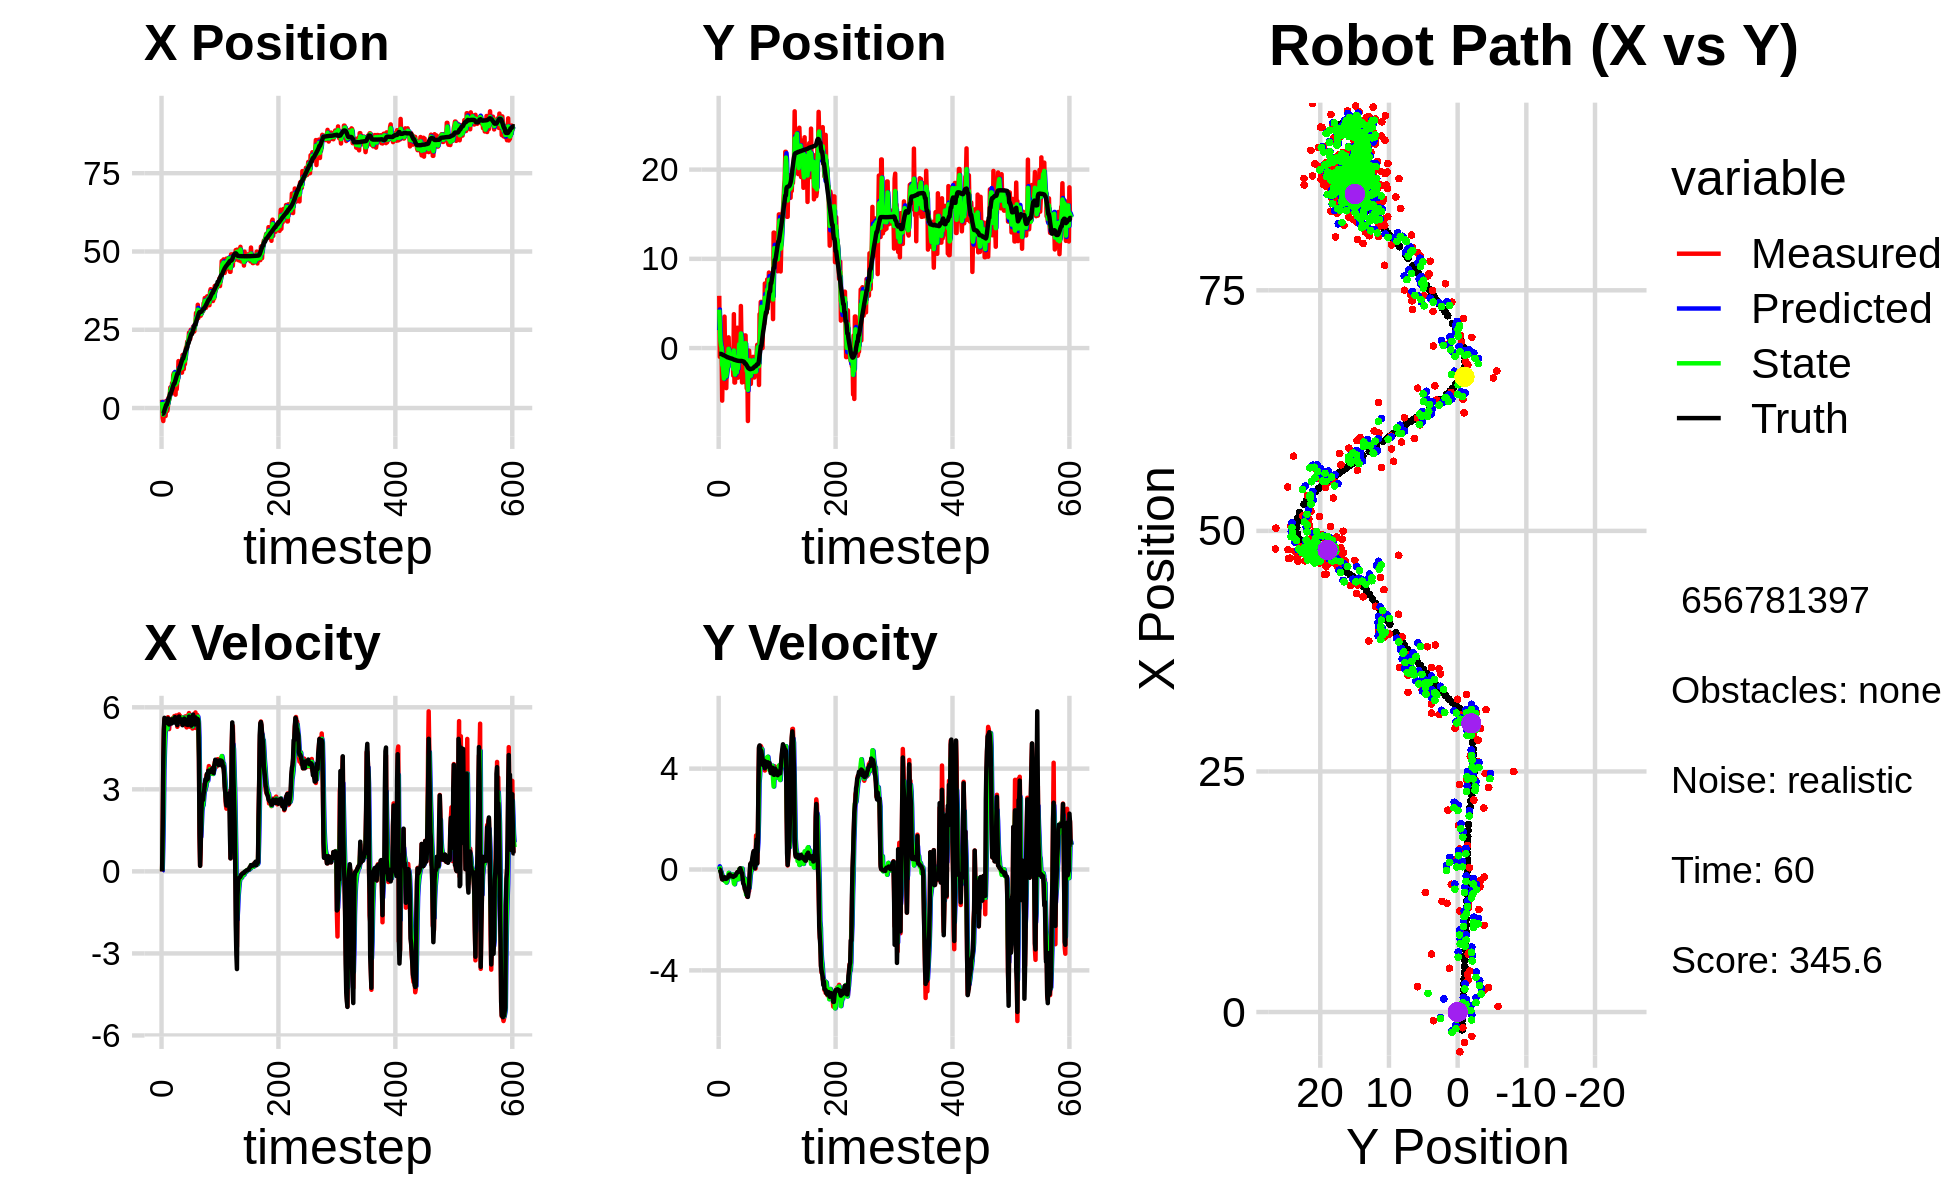 X Position
75
50
25
0
0
200
400
600
timestep
Y Position
20
10
0
0
200
400
600
timestep
X Velocity
6
3
0
-3
-6
0
200
400
600
timestep
Y Velocity
4
0
-4
0
200
400
600
timestep
Robot Path (X vs Y)
X Position
75
50
25
0
20 10 0 -10 -20
Y Position
variable
Measured
Predicted
State
Truth
656781397
Obstacles: none
Noise: realistic
Time: 60
Score: 345.6